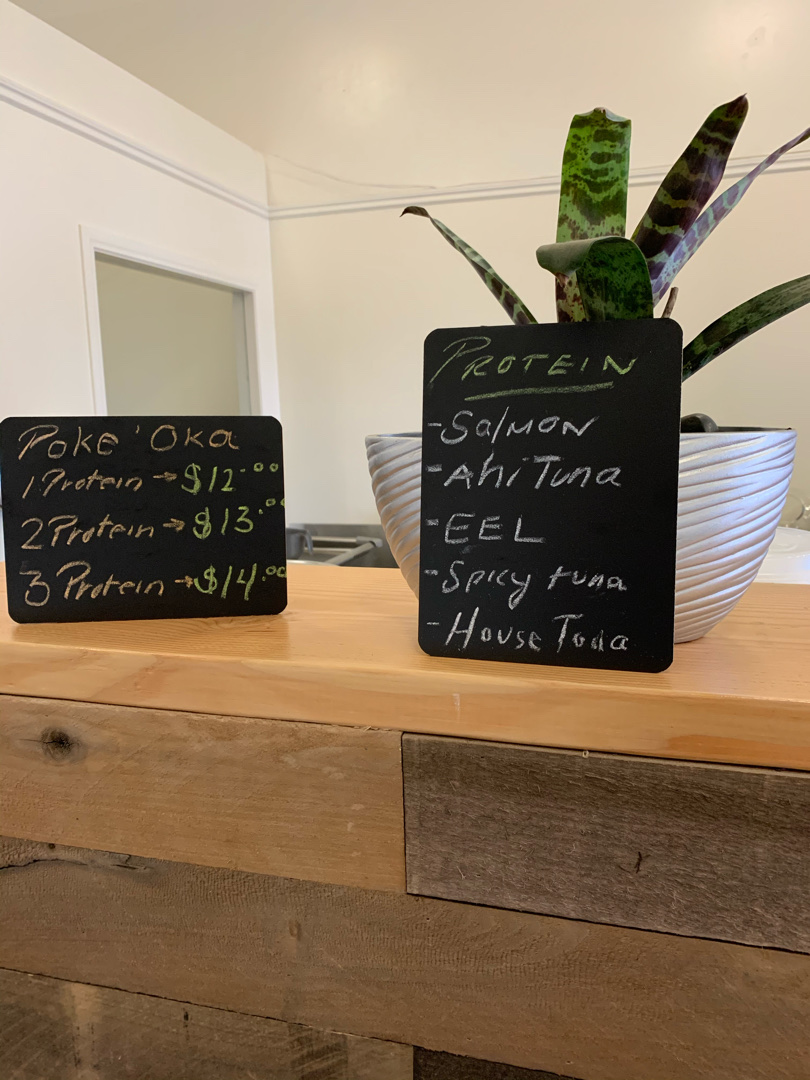 POKE 'OKA
1 Protein → $12.00
2 Protein → $13.00
3 Protein → $14.00
PROTEIN
- SalMON
- AhI TUna
- EEL
- Spicy tuna
- HOUSE TUna